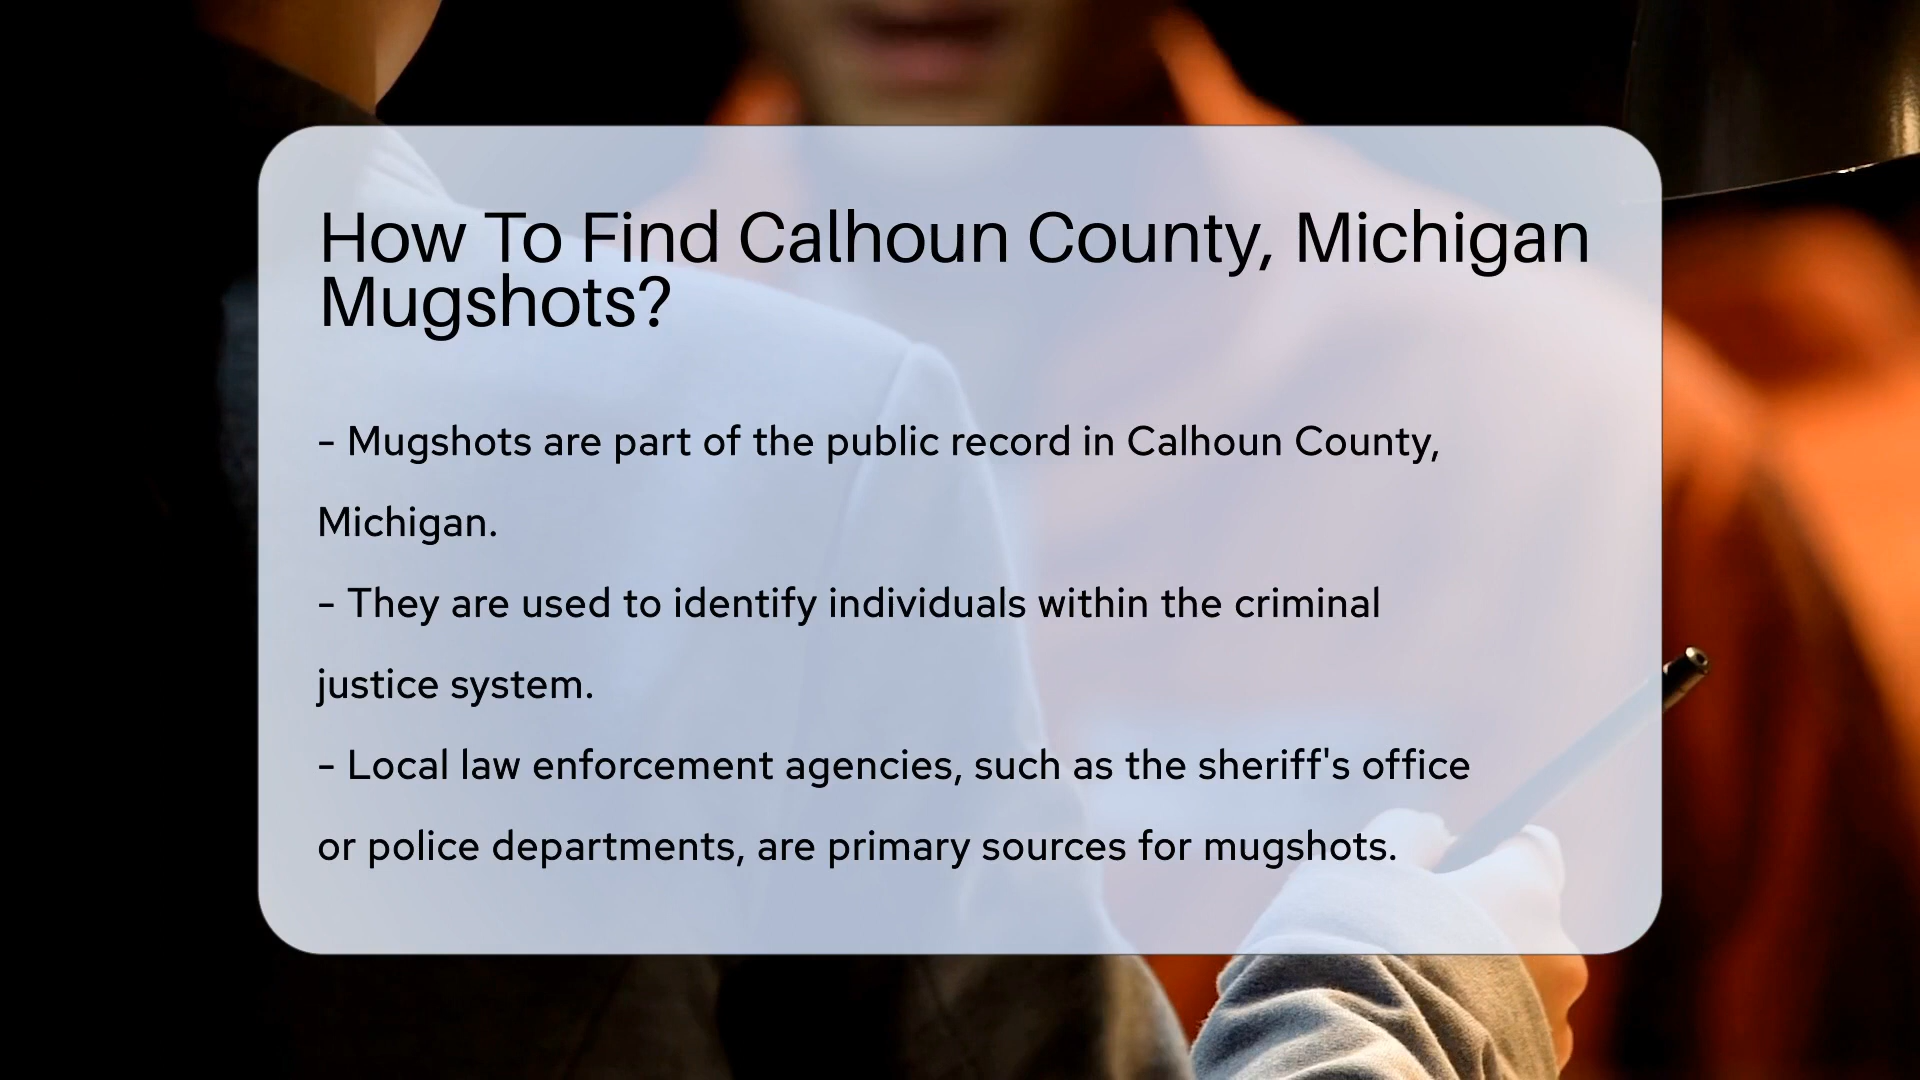 How To Find Calhoun County, Michigan
Mugshots?
- Mugshots are part of the public record in Calhoun County,
Michigan.
- They are used to identify individuals within the criminal
justice system.
- Local law enforcement agencies, such as the sheriff's office
or police departments, are primary sources for mugshots.